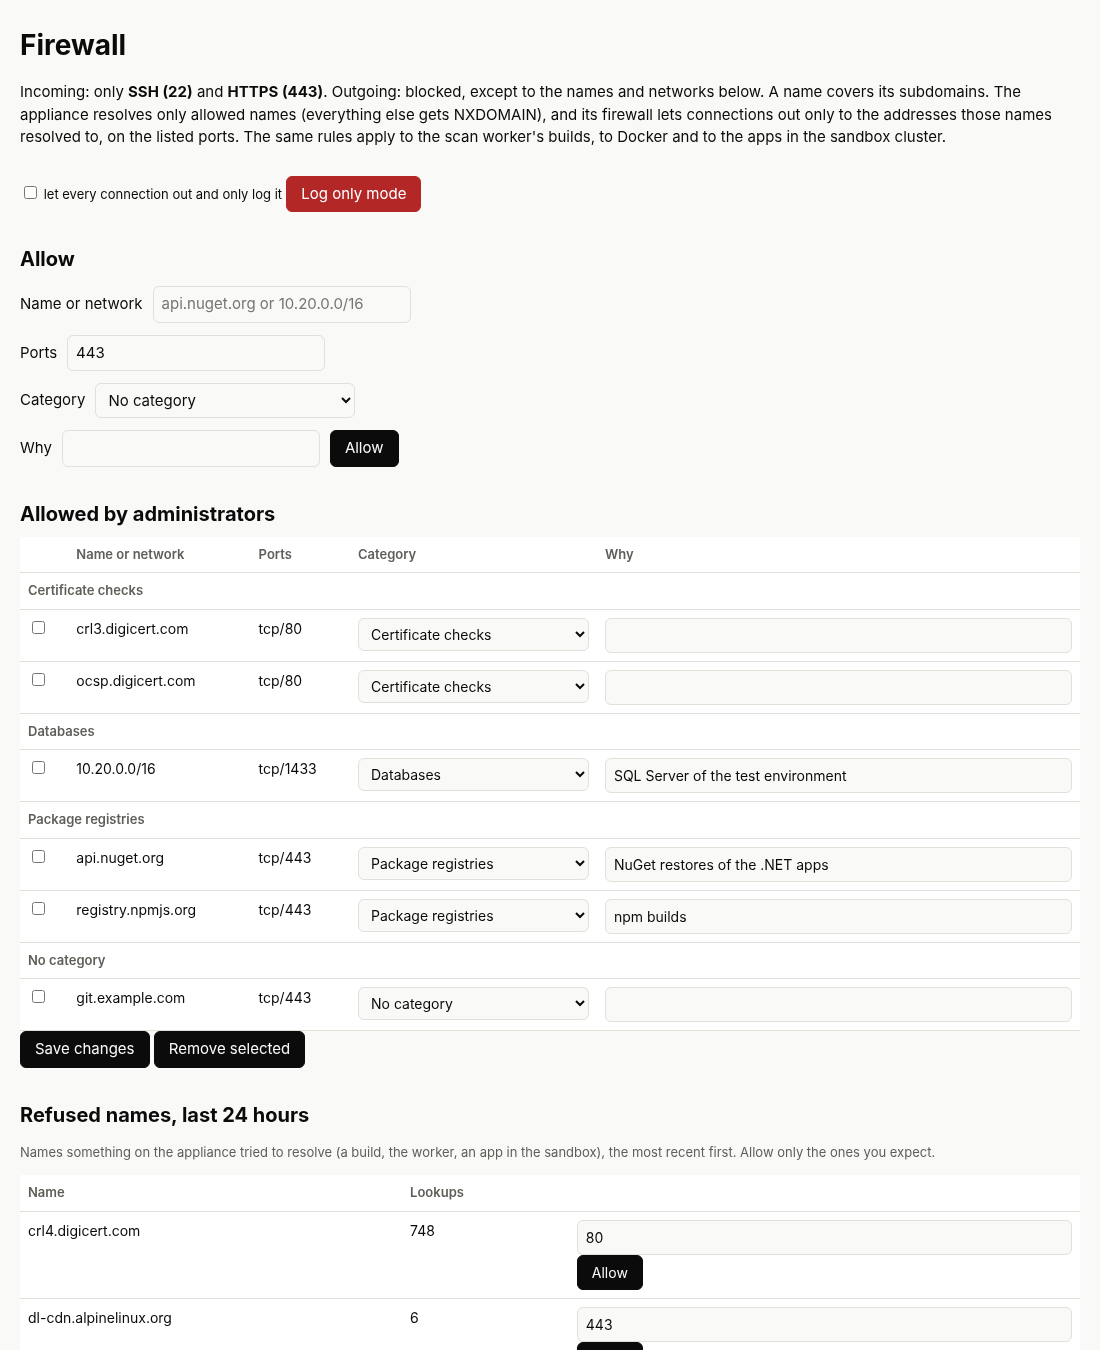 Firewall
Incoming: only SSH (22) and HTTPS (443). Outgoing: blocked, except to the names and networks below. A name covers its subdomains. The
appliance resolves only allowed names (everything else gets NXDOMAIN), and its firewall lets connections out only to the addresses those names
resolved to, on the listed ports. The same rules apply to the scan worker's builds, to Docker and to the apps in the sandbox cluster.
let every connection out and only log it Log only mode
Allow
Name or network api.nuget.org or 10.20.0.0/16
Ports 443
Category No category
Why Allow
Allowed by administrators
Name or network Ports Category Why
Certificate checks
crl3.digicert.com tcp/80 Certificate checks
ocsp.digicert.com tcp/80 Certificate checks
Databases
10.20.0.0/16 tcp/1433 Databases SQL Server of the test environment
Package registries
api.nuget.org tcp/443 Package registries NuGet restores of the .NET apps
registry.npmjs.org tcp/443 Package registries npm builds
No category
git.example.com tcp/443 No category
Save changes Remove selected
Refused names, last 24 hours
Names something on the appliance tried to resolve (a build, the worker, an app in the sandbox), the most recent first. Allow only the ones you expect.
Name Lookups
crl4.digicert.com 748 80
Allow
dl-cdn.alpinelinux.org 6 443